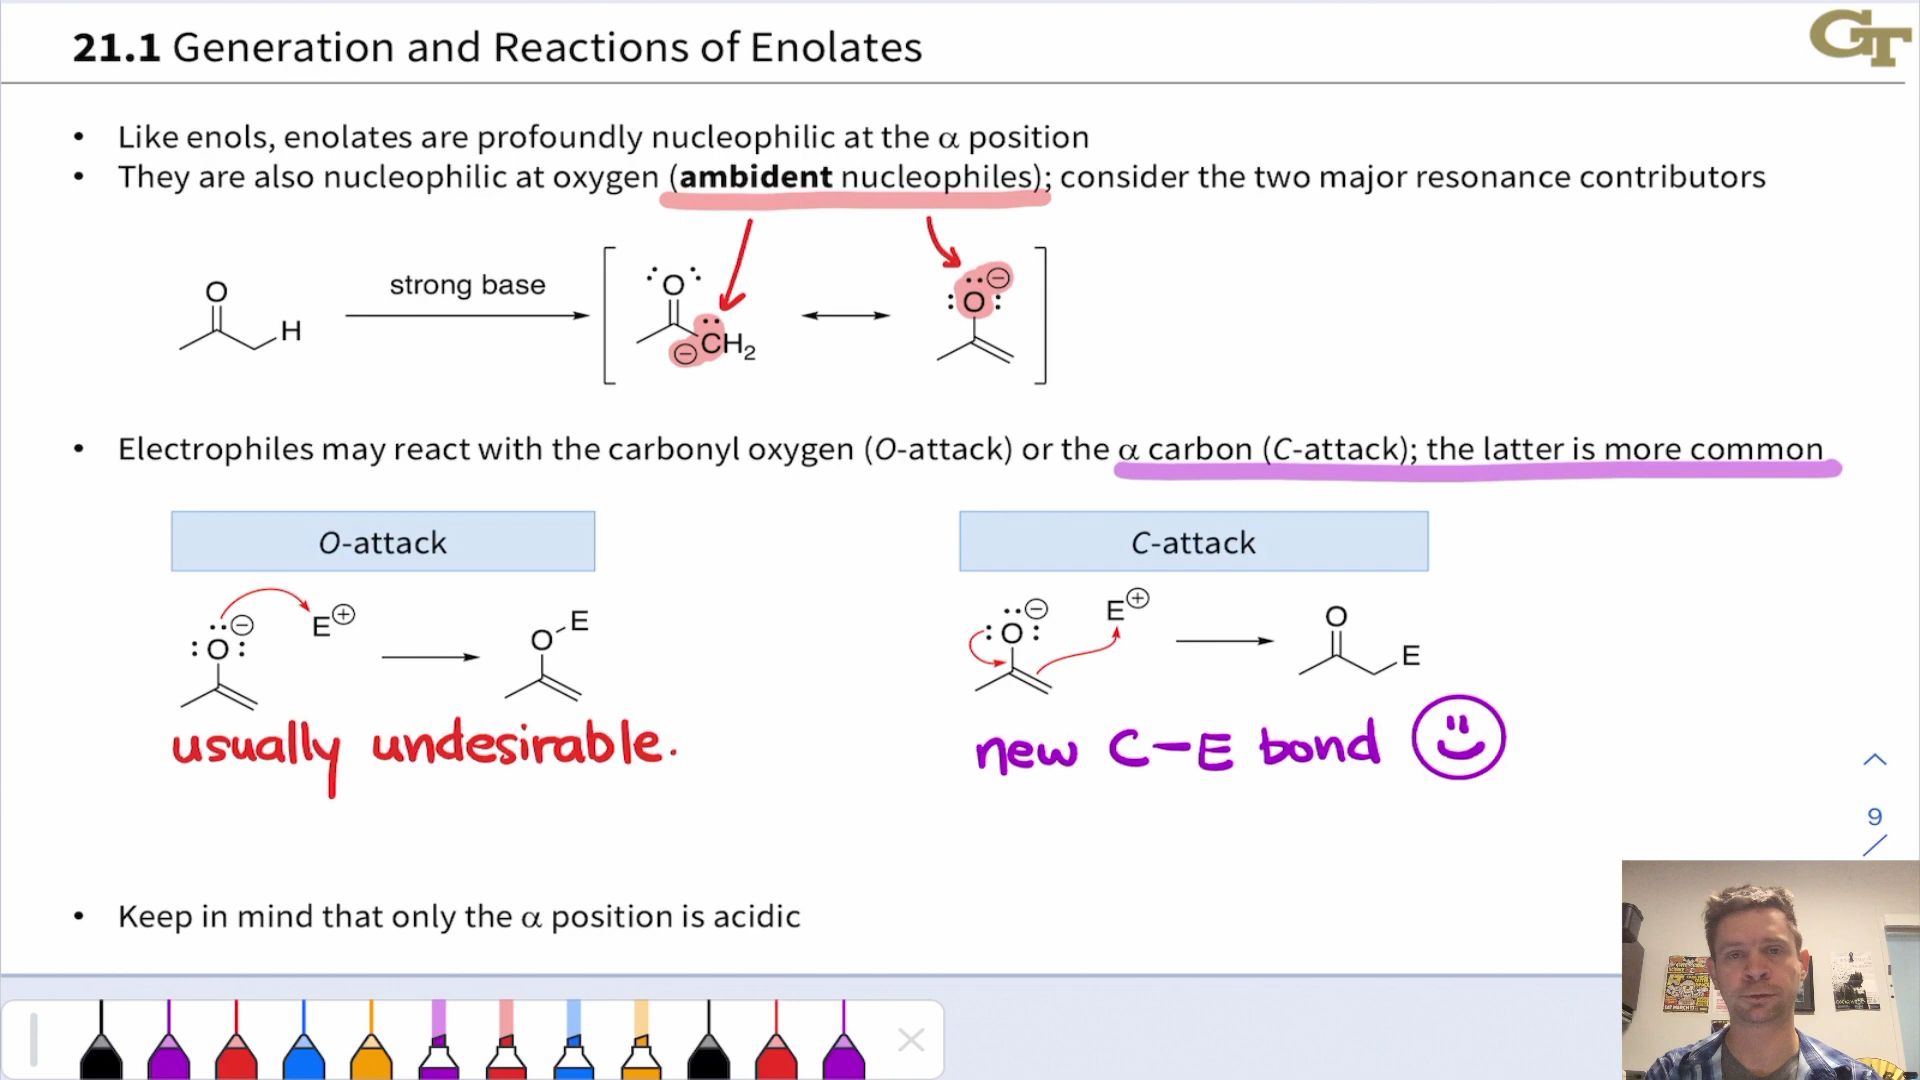 21.1 Generation and Reactions of Enolates
GT
• Like enols, enolates are profoundly nucleophilic at the α position
• They are also nucleophilic at oxygen (ambident nucleophiles); consider the two major resonance contributors
O
H
strong base
O
CH2
O
• Electrophiles may react with the carbonyl oxygen (O-attack) or the α carbon (C-attack); the latter is more common
O-attack
C-attack
O
E
O
E
O
E
O
E
usually undesirable.
new C–E bond
9
• Keep in mind that only the α position is acidic